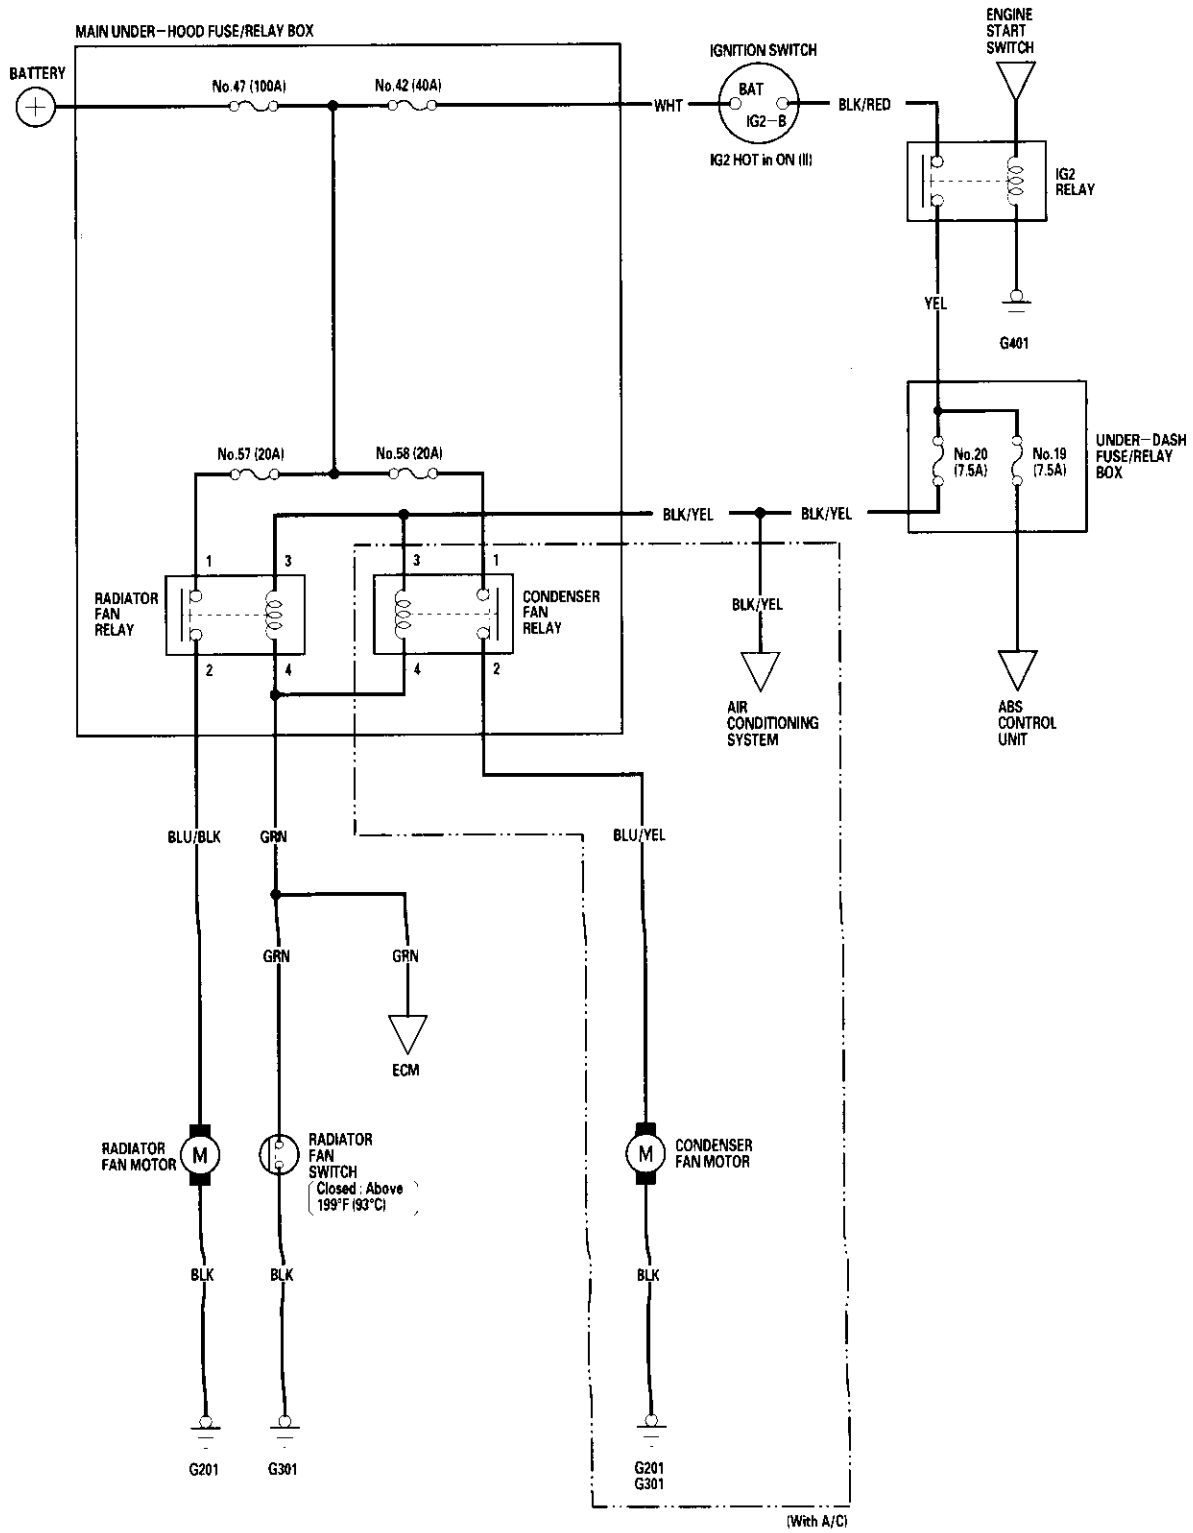 MAIN UNDER-HOOD FUSE/RELAY BOX
ENGINE
START
SWITCH
BATTERY
+
No.47 (100A)
No.42 (40A)
WHT
IGNITION SWITCH
BAT
IG2-B
IG2 HOT in ON (II)
BLK/RED
IG2
RELAY
YEL
G401
No.57 (20A)
No.58 (20A)
No.20
(7.5A)
No.19
(7.5A)
UNDER-DASH
FUSE/RELAY
BOX
BLK/YEL
BLK/YEL
1
3
3
1
RADIATOR
FAN
RELAY
CONDENSER
FAN
RELAY
BLK/YEL
2
4
4
2
AIR
CONDITIONING
SYSTEM
ABS
CONTROL
UNIT
BLU/BLK
GRN
BLU/YEL
GRN
GRN
ECM
RADIATOR
FAN MOTOR
M
RADIATOR
FAN
SWITCH
(Closed : Above
199°F (93°C))
M
CONDENSER
FAN MOTOR
BLK
BLK
BLK
G201
G301
G201
G301
(With A/C)